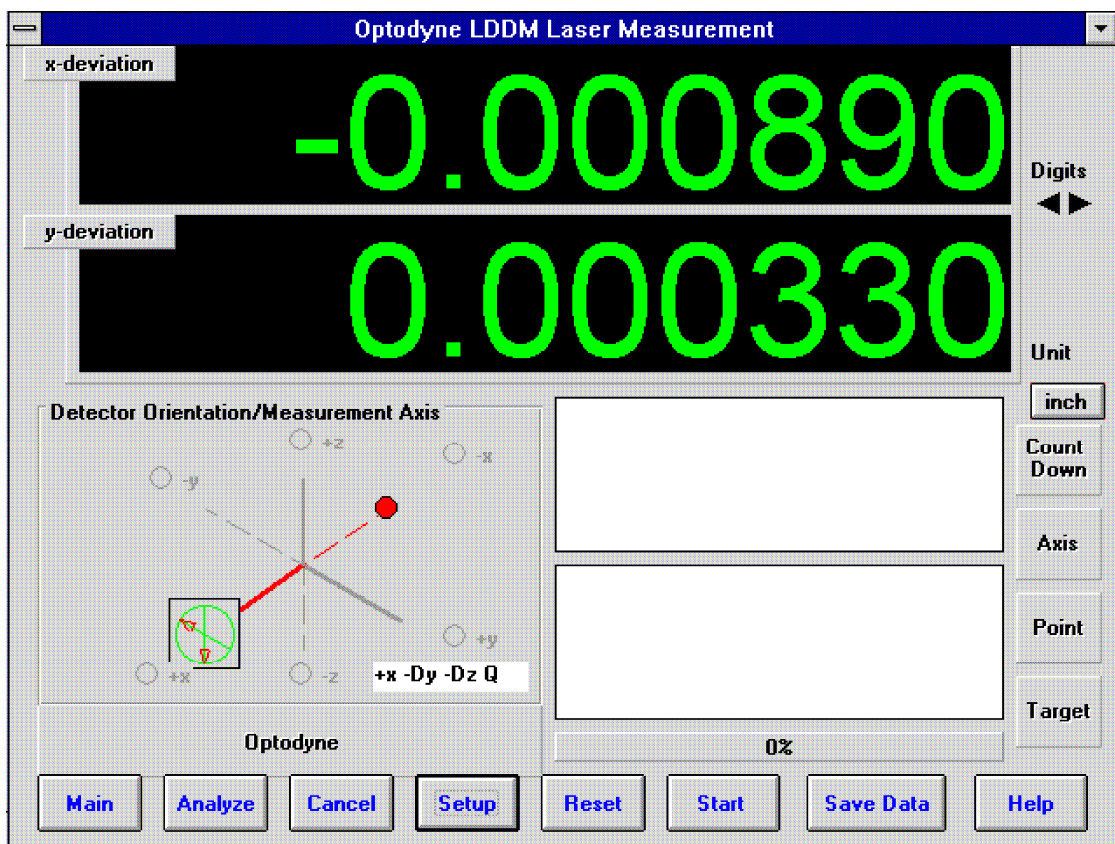 Optodyne LDDM Laser Measurement
x-deviation
-0.000890
Digits
y-deviation
0.000330
Unit
inch
Detector Orientation/Measurement Axis
+z
-x
-y
Count Down
Axis
+y
Point
+x
-z
+x -Dy -Dz Q
Target
Optodyne
0%
Main
Analyze
Cancel
Setup
Reset
Start
Save Data
Help